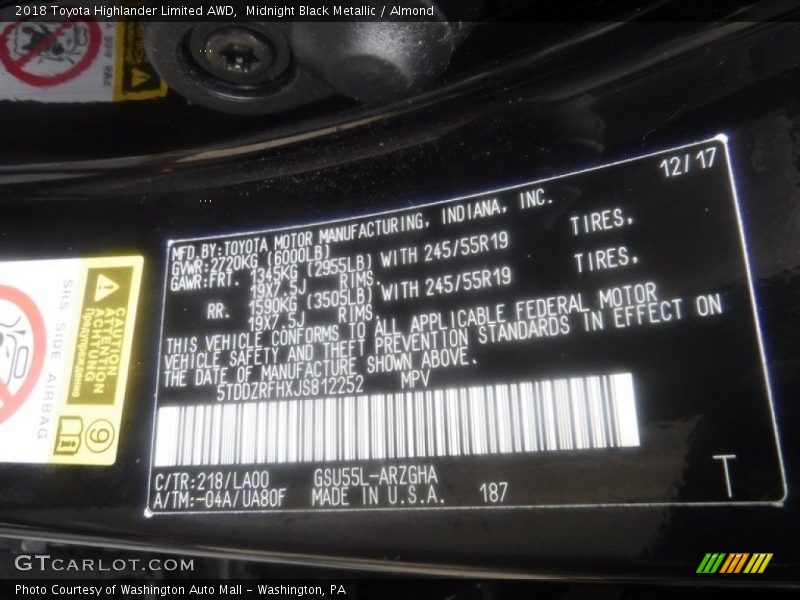 2018 Toyota Highlander Limited AWD,  Midnight Black Metallic / Almond
12/17
MFD.BY:TOYOTA MOTOR MANUFACTURING, INDIANA, INC.
GVWR:2720KG (6000LB)
GAWR:FRT. 1345KG (2955LB) WITH 245/55R19 TIRES,
19X7.5J RIMS,
RR. 1590KG (3505LB) WITH 245/55R19 TIRES,
19X7.5J RIMS.
THIS VEHICLE CONFORMS TO ALL APPLICABLE FEDERAL MOTOR
VEHICLE SAFETY AND THEFT PREVENTION STANDARDS IN EFFECT ON
THE DATE OF MANUFACTURE SHOWN ABOVE.
5TDDZRFHXJS812252 MPV
C/TR:218/LA00 GSU55L-ARZGHA
A/TM:-04A/UA80F MADE IN U.S.A. 187
T
SRS SIDE AIRBAG
CAUTION
ATTENTION
ACHTUNG
Предупреждение
GTCARLOT.COM
Photo Courtesy of Washington Auto Mall - Washington, PA